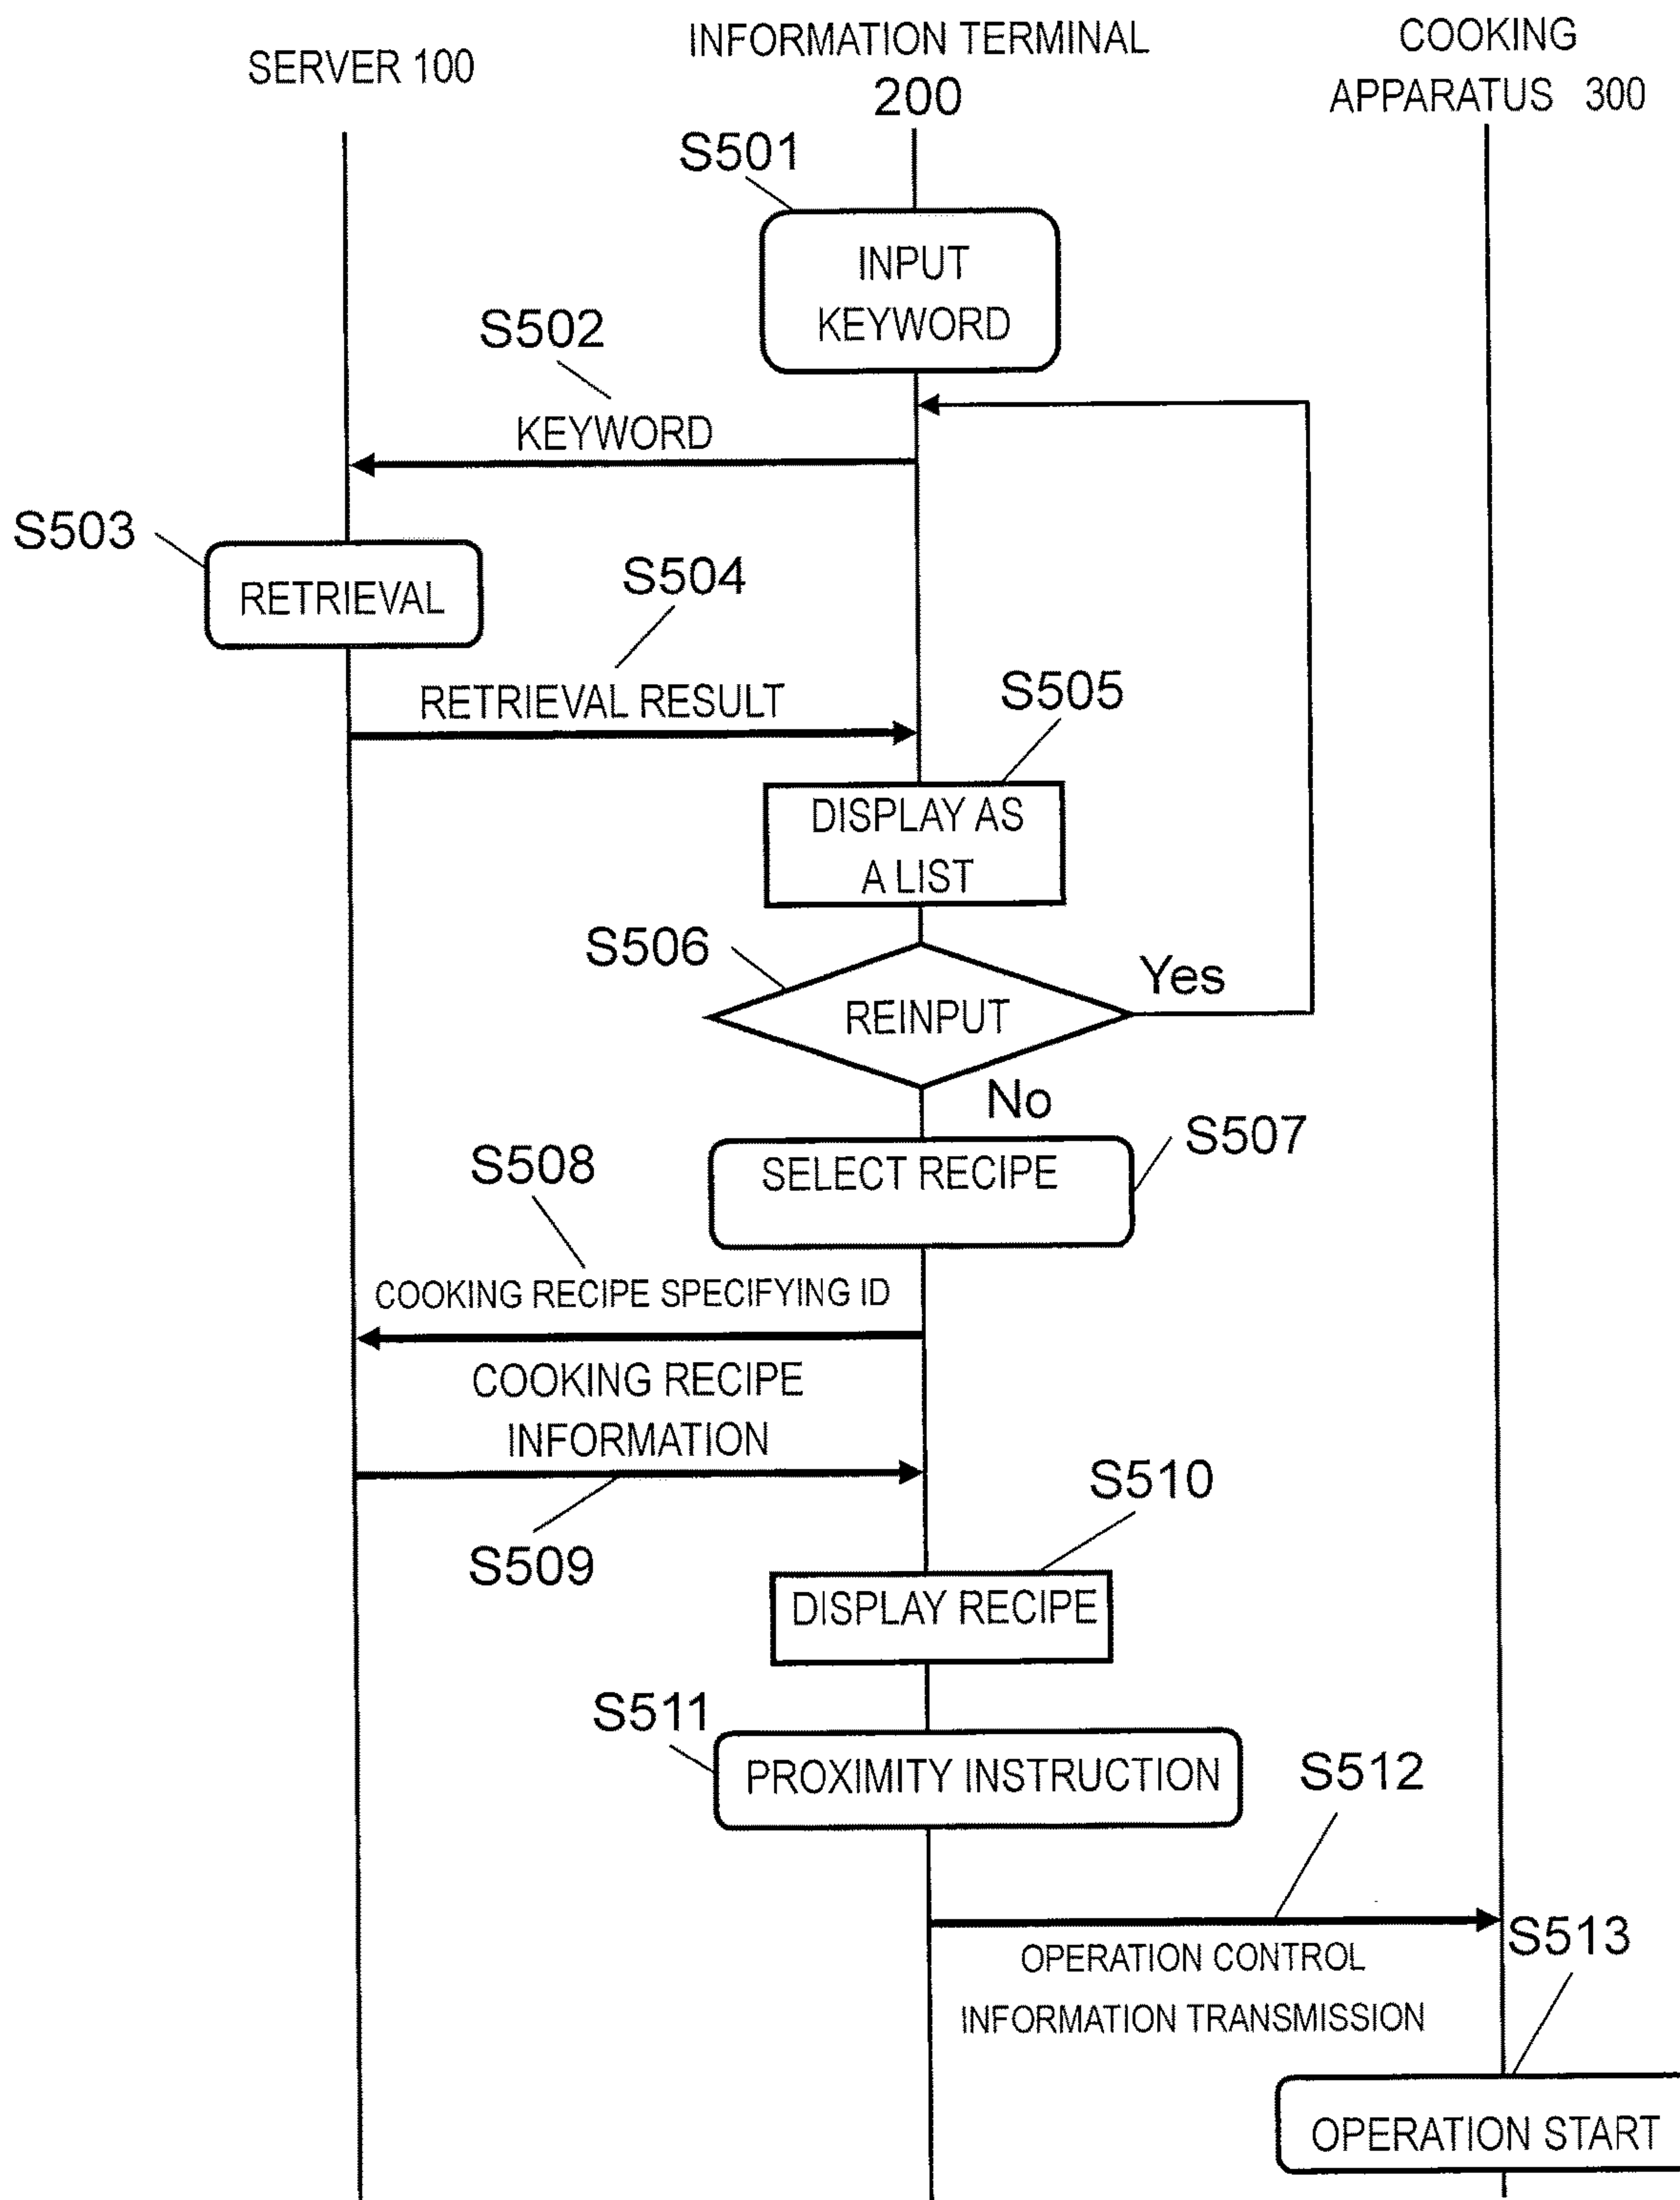 SERVER 100
INFORMATION TERMINAL
200
COOKING
APPARATUS 300
S501
INPUT
KEYWORD
S502
KEYWORD
S503
RETRIEVAL
S504
RETRIEVAL RESULT
S505
DISPLAY AS
A LIST
S506
REINPUT
Yes
No
S507
SELECT RECIPE
S508
COOKING RECIPE SPECIFYING ID
COOKING RECIPE
INFORMATION
S509
S510
DISPLAY RECIPE
S511
PROXIMITY INSTRUCTION
S512
OPERATION CONTROL
INFORMATION TRANSMISSION
S513
OPERATION START